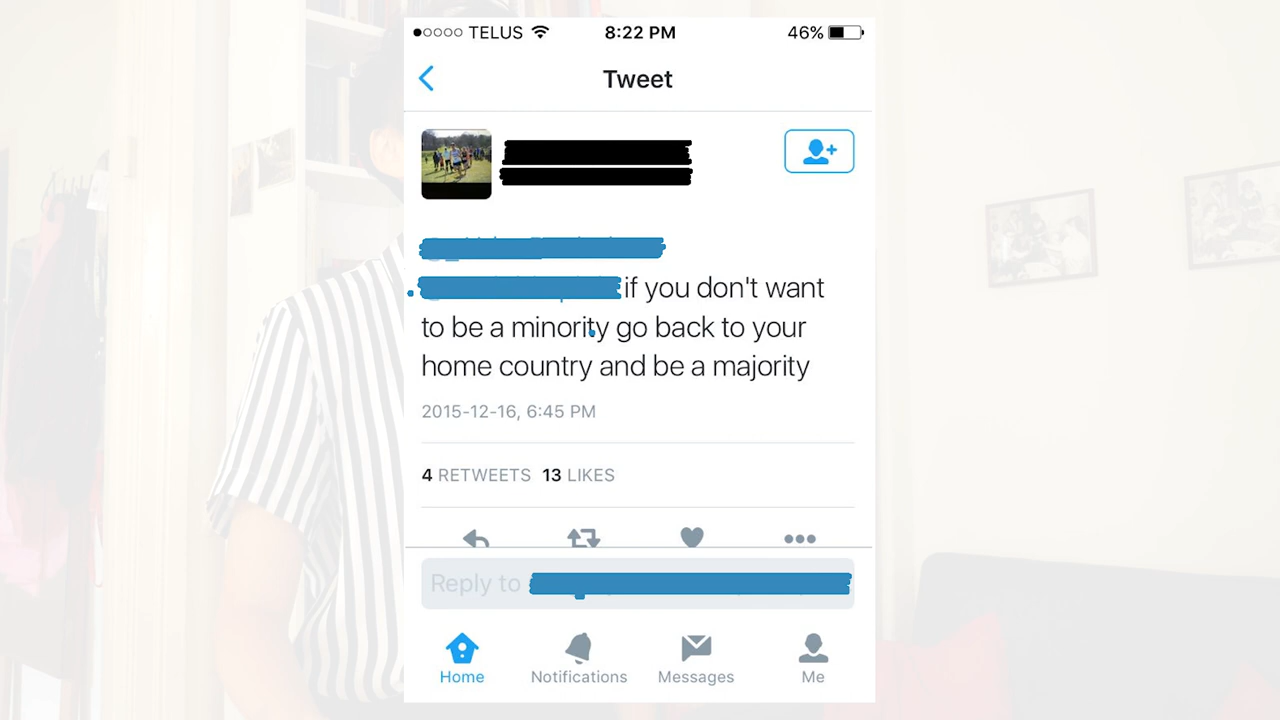 TELUS 8:22 PM 46%
Tweet
if you don't want
to be a minority go back to your
home country and be a majority
2015-12-16, 6:45 PM
4 RETWEETS 13 LIKES
Reply to
Home Notifications Messages Me